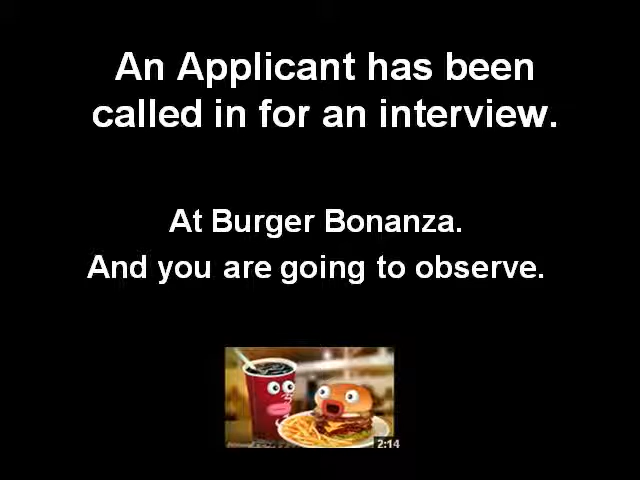 An Applicant has been
called in for an interview.
At Burger Bonanza.
And you are going to observe.
2:14